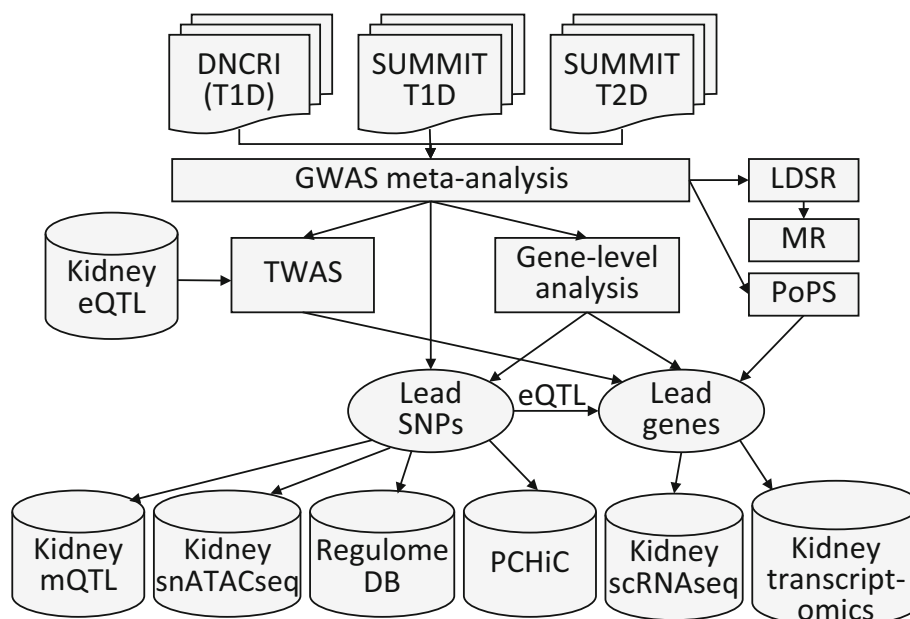 DNCRI
(T1D)
SUMMIT
T1D
SUMMIT
T2D
GWAS meta-analysis
LDSR
MR
Kidney
eQTL
TWAS
Gene-level
analysis
PoPS
Lead
SNPs
eQTL
Lead
genes
Kidney
mQTL
Kidney
snATACseq
Regulome
DB
PCHiC
Kidney
scRNAseq
Kidney
transcript-
omics